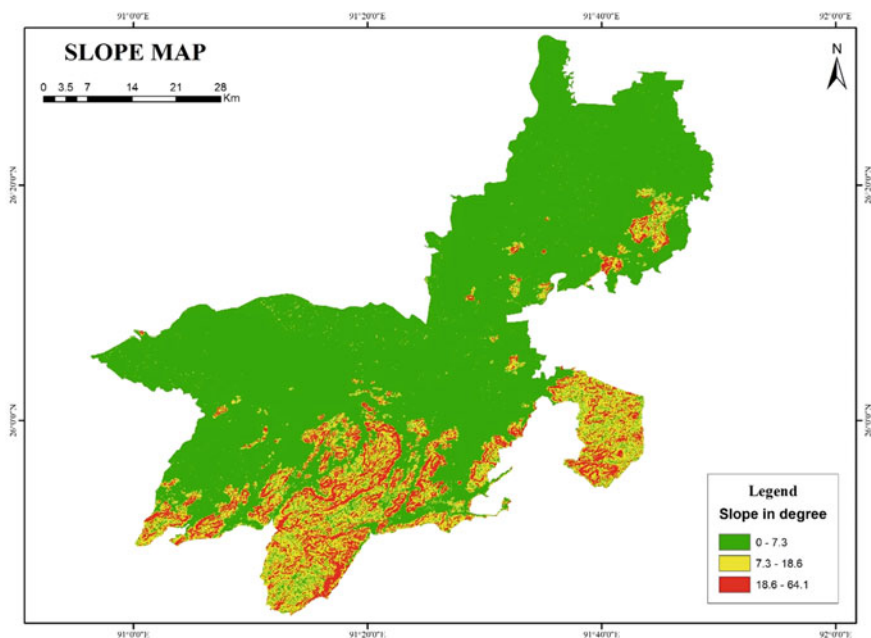 91°0'0"E 91°20'0"E 91°40'0"E 92°0'0"E
SLOPE MAP
N
0 3.5 7 14 21 28
Km
26°20'0"N 26°20'0"N
26°0'0"N 26°0'0"N
Legend
Slope in degree
0 - 7.3
7.3 - 18.6
18.6 - 64.1
91°0'0"E 91°20'0"E 91°40'0"E 92°0'0"E